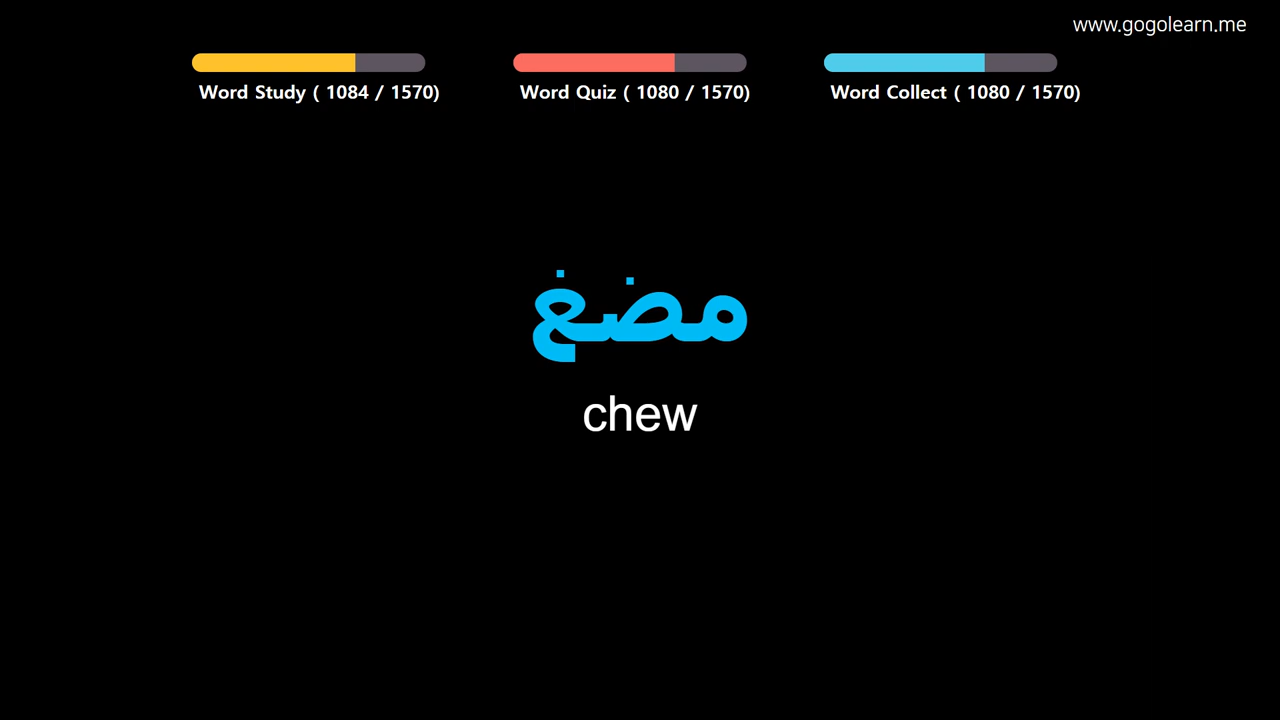 www.gogolearn.me
Word Study ( 1084 / 1570)
Word Quiz ( 1080 / 1570)
Word Collect ( 1080 / 1570)
مضغ
chew